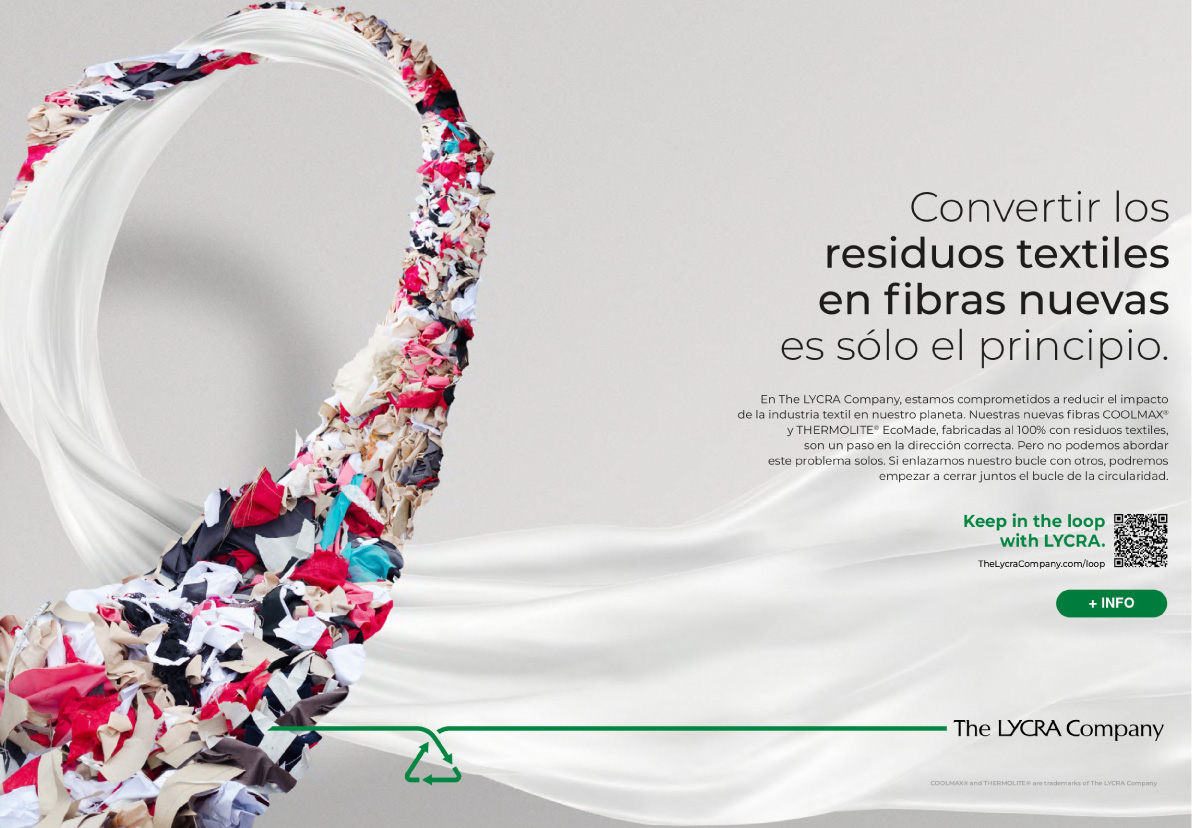 Convertir los
residuos textiles
en fibras nuevas
es sólo el principio.
En The LYCRA Company, estamos comprometidos a reducir el impacto
de la industria textil en nuestro planeta. Nuestras nuevas fibras COOLMAX®
y THERMOLITE® EcoMade, fabricadas al 100% con residuos textiles,
son un paso en la dirección correcta. Pero no podemos abordar
este problema solos. Si enlazamos nuestro bucle con otros, podremos
empezar a cerrar juntos el bucle de la circularidad.
Keep in the loop
with LYCRA.
TheLycraCompany.com/loop
+ INFO
The LYCRA Company
COOLMAX® and THERMOLITE® are trademarks of The LYCRA Company